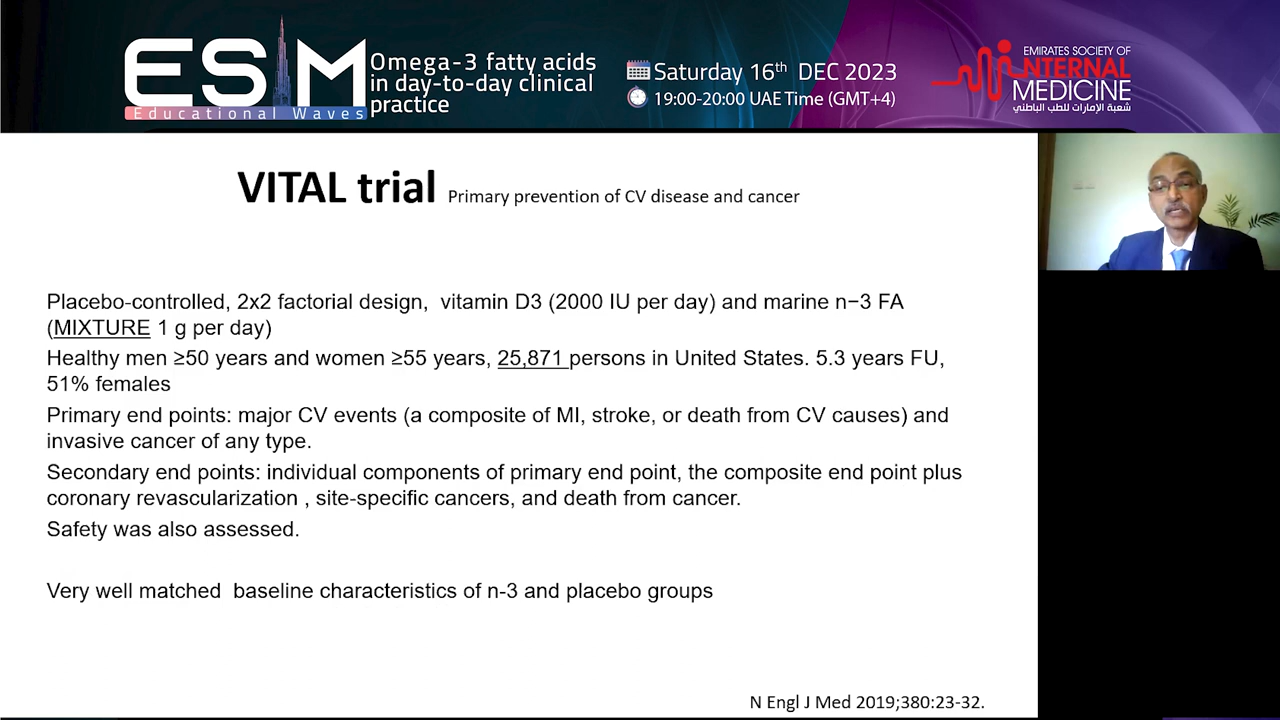 ESIM
Educational Waves
Omega-3 fatty acids
in day-to-day clinical
practice
Saturday 16th DEC 2023
19:00-20:00 UAE Time (GMT+4)
EMIRATES SOCIETY OF
INTERNAL
MEDICINE
شعبة الإمارات للطب الباطني
VITAL trial Primary prevention of CV disease and cancer
Placebo-controlled, 2x2 factorial design, vitamin D3 (2000 IU per day) and marine n−3 FA
(MIXTURE 1 g per day)
Healthy men ≥50 years and women ≥55 years, 25,871 persons in United States. 5.3 years FU,
51% females
Primary end points: major CV events (a composite of MI, stroke, or death from CV causes) and
invasive cancer of any type.
Secondary end points: individual components of primary end point, the composite end point plus
coronary revascularization , site-specific cancers, and death from cancer.
Safety was also assessed.
Very well matched baseline characteristics of n-3 and placebo groups
N Engl J Med 2019;380:23-32.